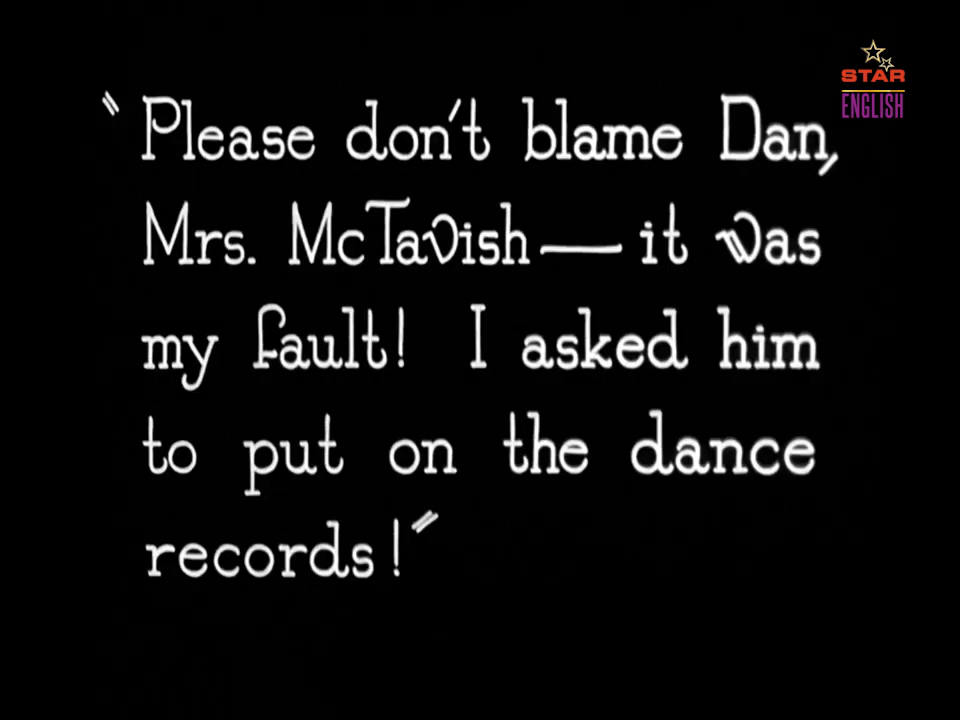 STAR
ENGLISH
"Please don't blame Dan,
Mrs. McTavish — it was
my fault! I asked him
to put on the dance
records!"